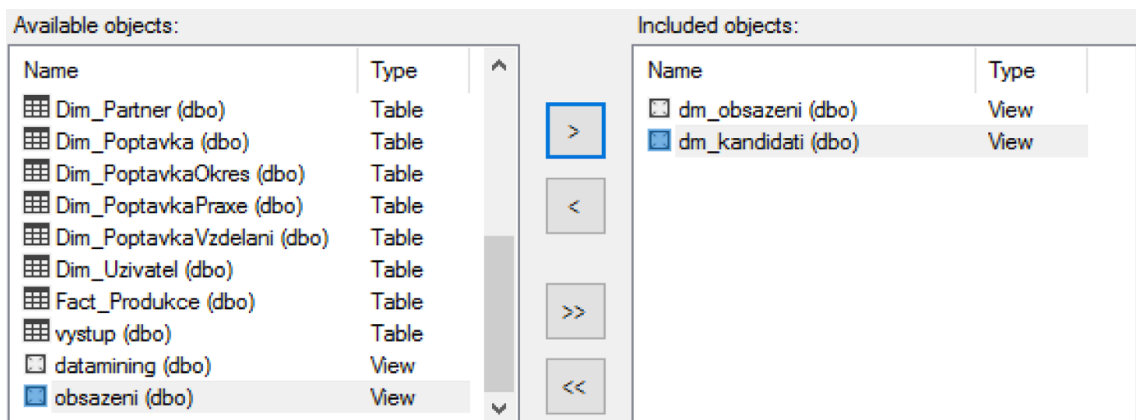 Available objects:
Name Type
Dim_Partner (dbo) Table
Dim_Poptavka (dbo) Table
Dim_PoptavkaOkres (dbo) Table
Dim_PoptavkaPraxe (dbo) Table
Dim_PoptavkaVzdelani (dbo) Table
Dim_Uzivatel (dbo) Table
Fact_Produkce (dbo) Table
vystup (dbo) Table
datamining (dbo) View
obsazeni (dbo) View
>
<
>>
<<
Included objects:
Name Type
dm_obsazeni (dbo) View
dm_kandidati (dbo) View